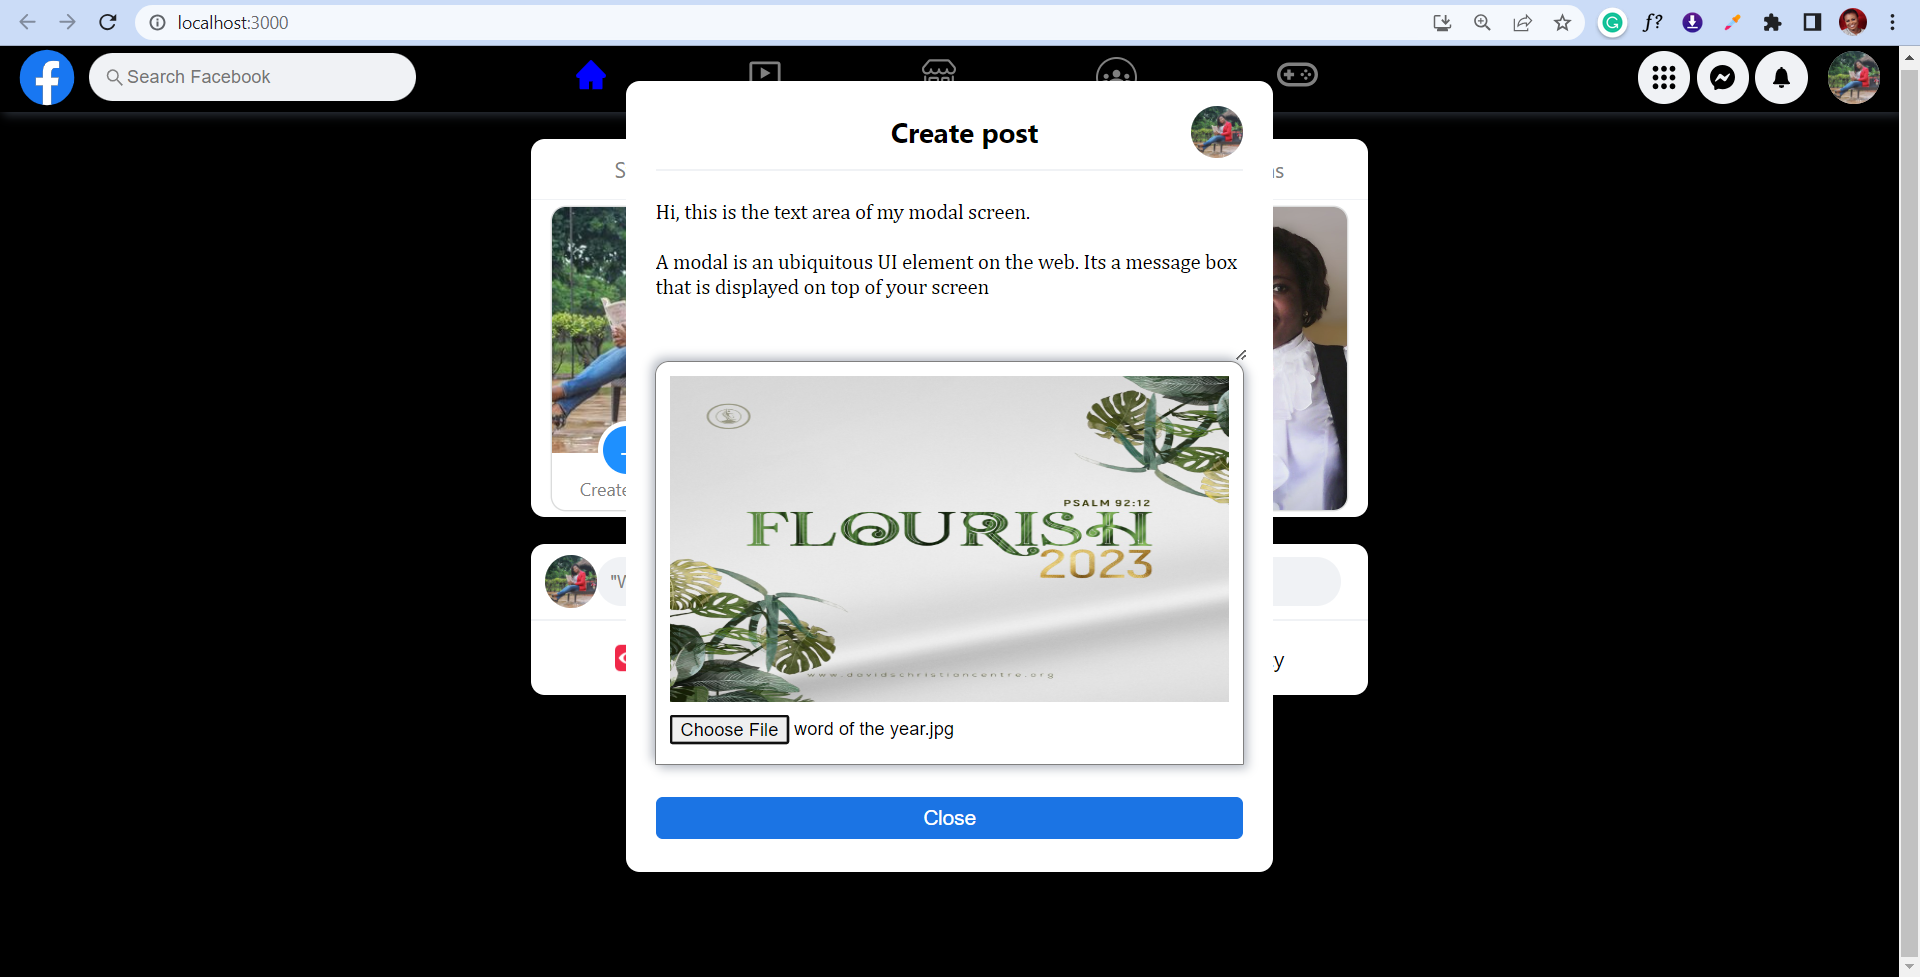 localhost:3000
f?
Search Facebook
Create post
S
ns
Hi, this is the text area of my modal screen.
A modal is an ubiquitous UI element on the web. Its a message box
that is displayed on top of your screen
PSALM 92:12
FLOURISH
2023
www.davidschristiancentre.org
Create
"W
y
Choose File word of the year.jpg
Close